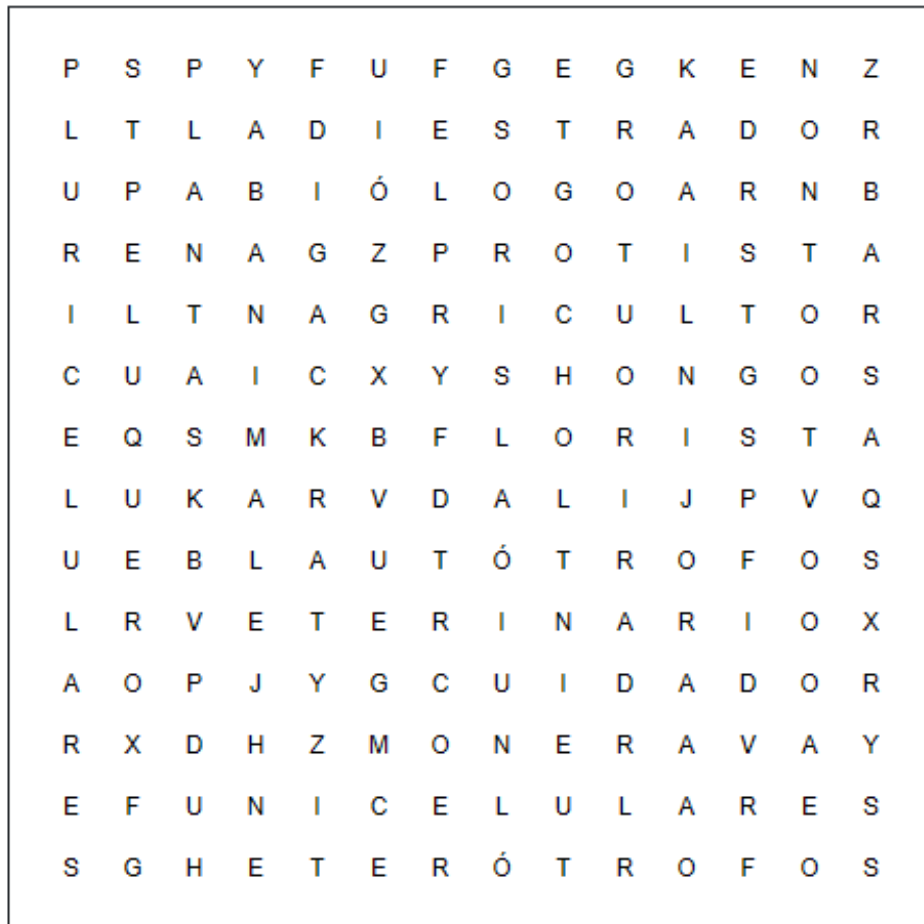 P S P Y F U F G E G K E N Z
L T L A D I E S T R A D O R
U P A B I Ó L O G O A R N B
R E N A G Z P R O T I S T A
I L T N A G R I C U L T O R
C U A I C X Y S H O N G O S
E Q S M K B F L O R I S T A
L U K A R V D A L I J P V Q
U E B L A U T Ó T R O F O S
L R V E T E R I N A R I O X
A O P J Y G C U I D A D O R
R X D H Z M O N E R A V A Y
E F U N I C E L U L A R E S
S G H E T E R Ó T R O F O S